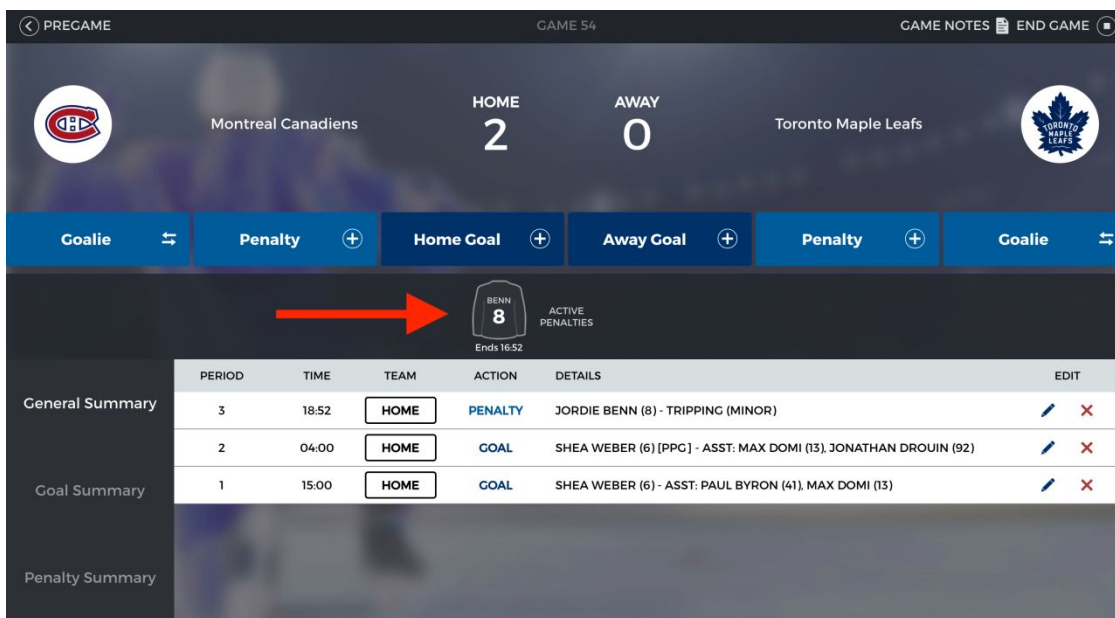 PREGAME
GAME 54
GAME NOTES END GAME
HOME AWAY
Montreal Canadiens 2 0 Toronto Maple Leafs
TORONTO
MAPLE
LEAFS
Goalie Penalty Home Goal Away Goal Penalty Goalie
BENN
8
Ends 16:52
ACTIVE
PENALTIES
PERIOD TIME TEAM ACTION DETAILS EDIT
General Summary
3 18:52 HOME PENALTY JORDIE BENN (8) - TRIPPING (MINOR)
2 04:00 HOME GOAL SHEA WEBER (6) [PPG] - ASST: MAX DOMI (13), JONATHAN DROUIN (92)
Goal Summary
1 15:00 HOME GOAL SHEA WEBER (6) - ASST: PAUL BYRON (41), MAX DOMI (13)
Penalty Summary